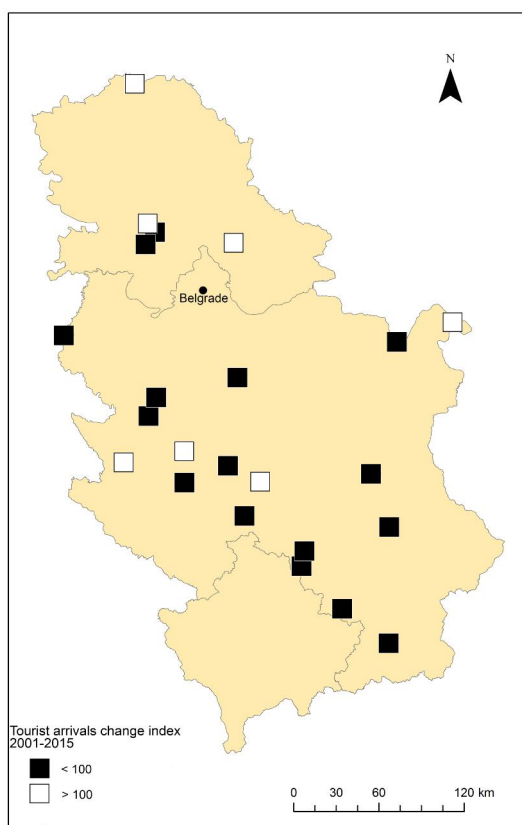 N
Belgrade
Tourist arrivals change index
2001-2015
< 100
> 100
0 30 60 120 km